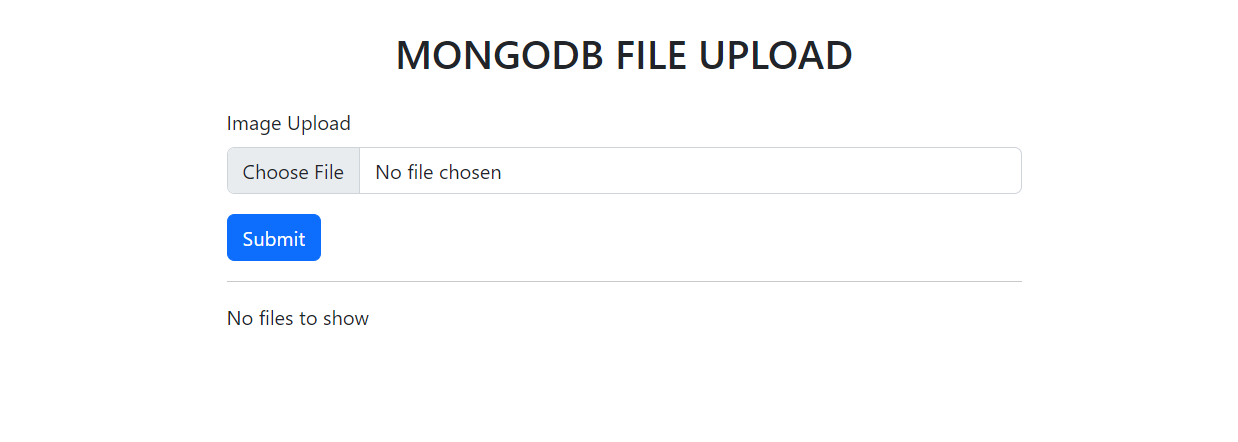 MONGODB FILE UPLOAD
Image Upload
Choose File No file chosen
Submit
No files to show